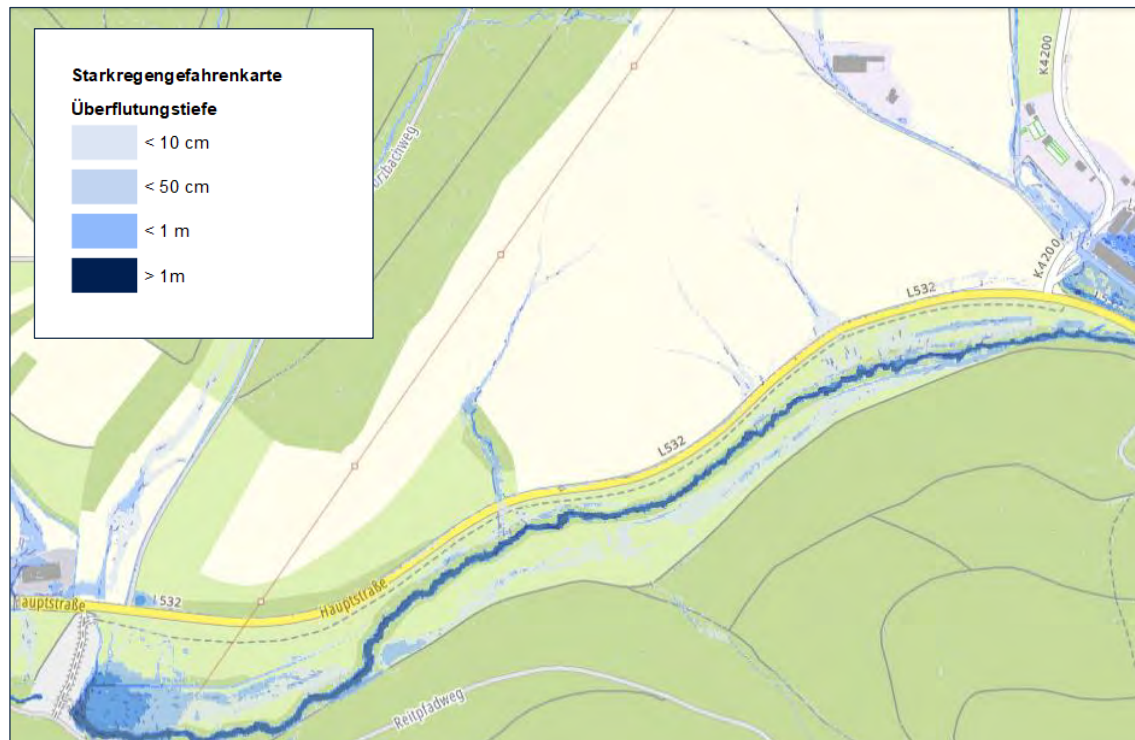 Starkregengefahrenkarte
Überflutungstiefe
< 10 cm
< 50 cm
< 1 m
> 1m
K4200
K4200
L532
L532
Hauptstraße
Hauptstraße
L532
Reitpfadweg